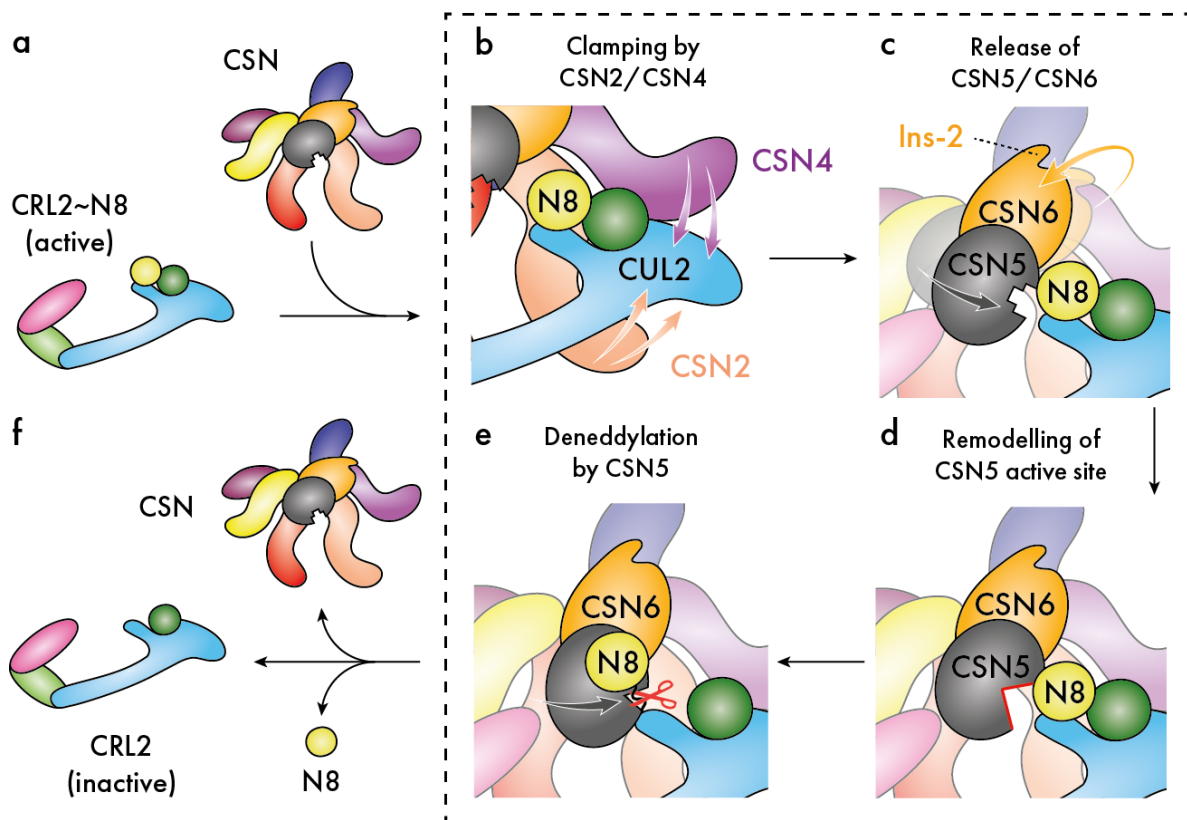 a
CSN
CRL2~N8
(active)
b
Clamping by
CSN2/CSN4
N8
CSN4
CUL2
CSN2
c
Release of
CSN5/CSN6
Ins-2
CSN6
CSN5
N8
d
Remodelling of
CSN5 active site
CSN6
CSN5
N8
e
Deneddylation
by CSN5
CSN6
N8
f
CSN
CRL2
(inactive)
N8